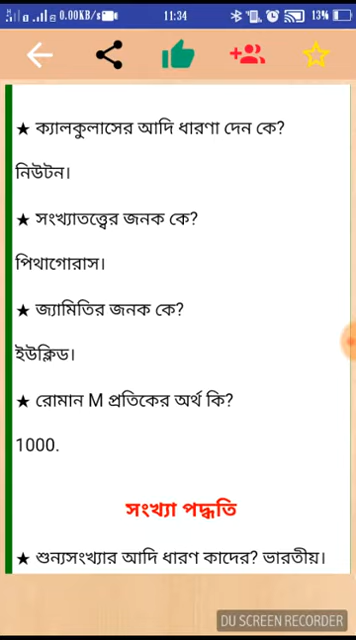 0.00KB/s 11:34 13%
★ ক্যালকুলাসের আদি ধারণা দেন কে?
নিউটন।
★ সংখ্যাতত্ত্বের জনক কে?
পিথাগোরাস।
★ জ্যামিতির জনক কে?
ইউক্লিড।
★ রোমান M প্রতিকের অর্থ কি?
1000.
সংখ্যা পদ্ধতি
★ শুন্যসংখ্যার আদি ধারণ কাদের? ভারতীয়।
DU SCREEN RECORDER